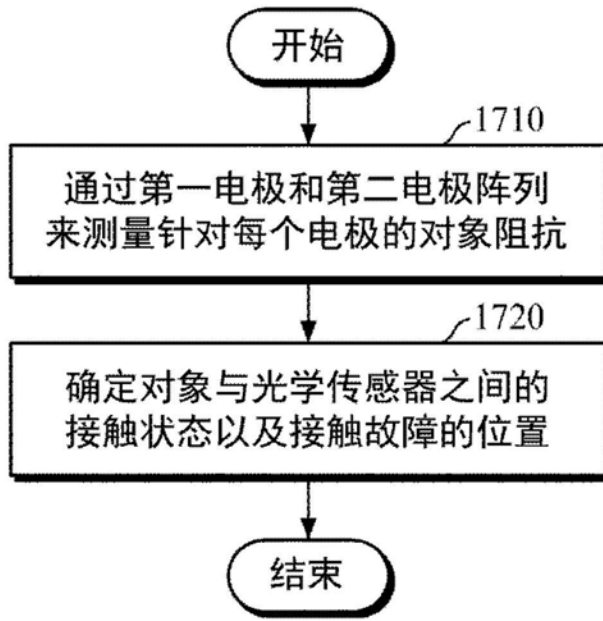 开始
1710
通过第一电极和第二电极阵列
来测量针对每个电极的对象阻抗
1720
确定对象与光学传感器之间的
接触状态以及接触故障的位置
结束